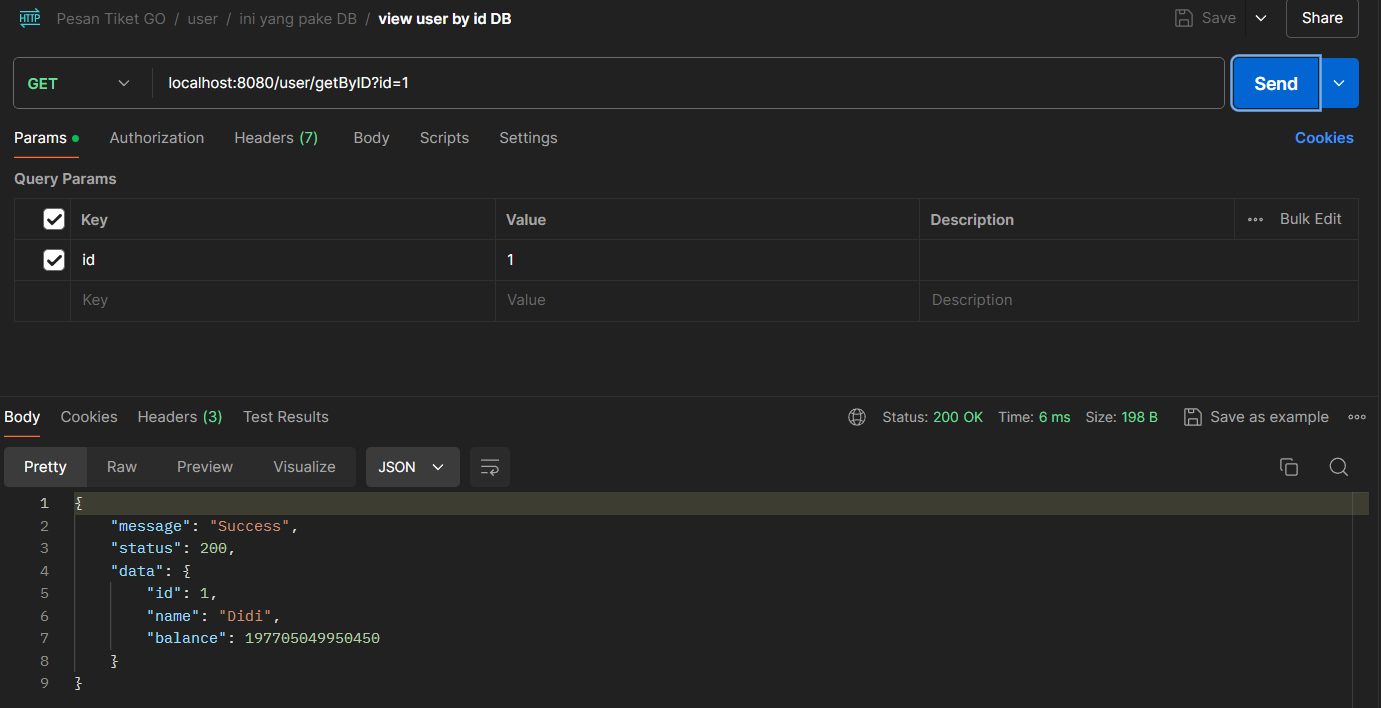 HTTP Pesan Tiket GO / user / ini yang pake DB / view user by id DB Save Share
GET localhost:8080/user/getByID?id=1 Send
Params Authorization Headers (7) Body Scripts Settings Cookies
Query Params
Key Value Description Bulk Edit
id 1
Key Value Description
Body Cookies Headers (3) Test Results Status: 200 OK Time: 6 ms Size: 198 B Save as example
Pretty Raw Preview Visualize JSON
1 {
2 "message": "Success",
3 "status": 200,
4 "data": {
5 "id": 1,
6 "name": "Didi",
7 "balance": 197705049950450
8 }
9 }